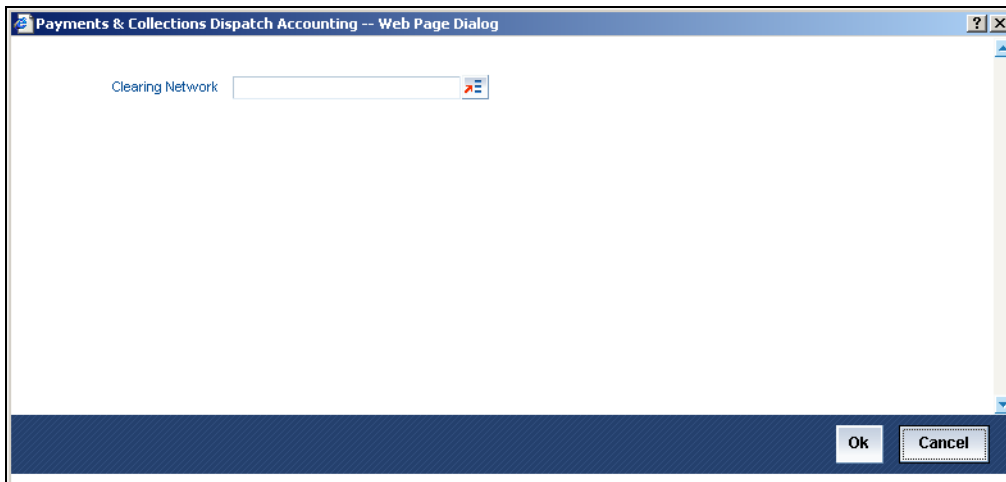 Payments & Collections Dispatch Accounting -- Web Page Dialog
Clearing Network
Ok Cancel